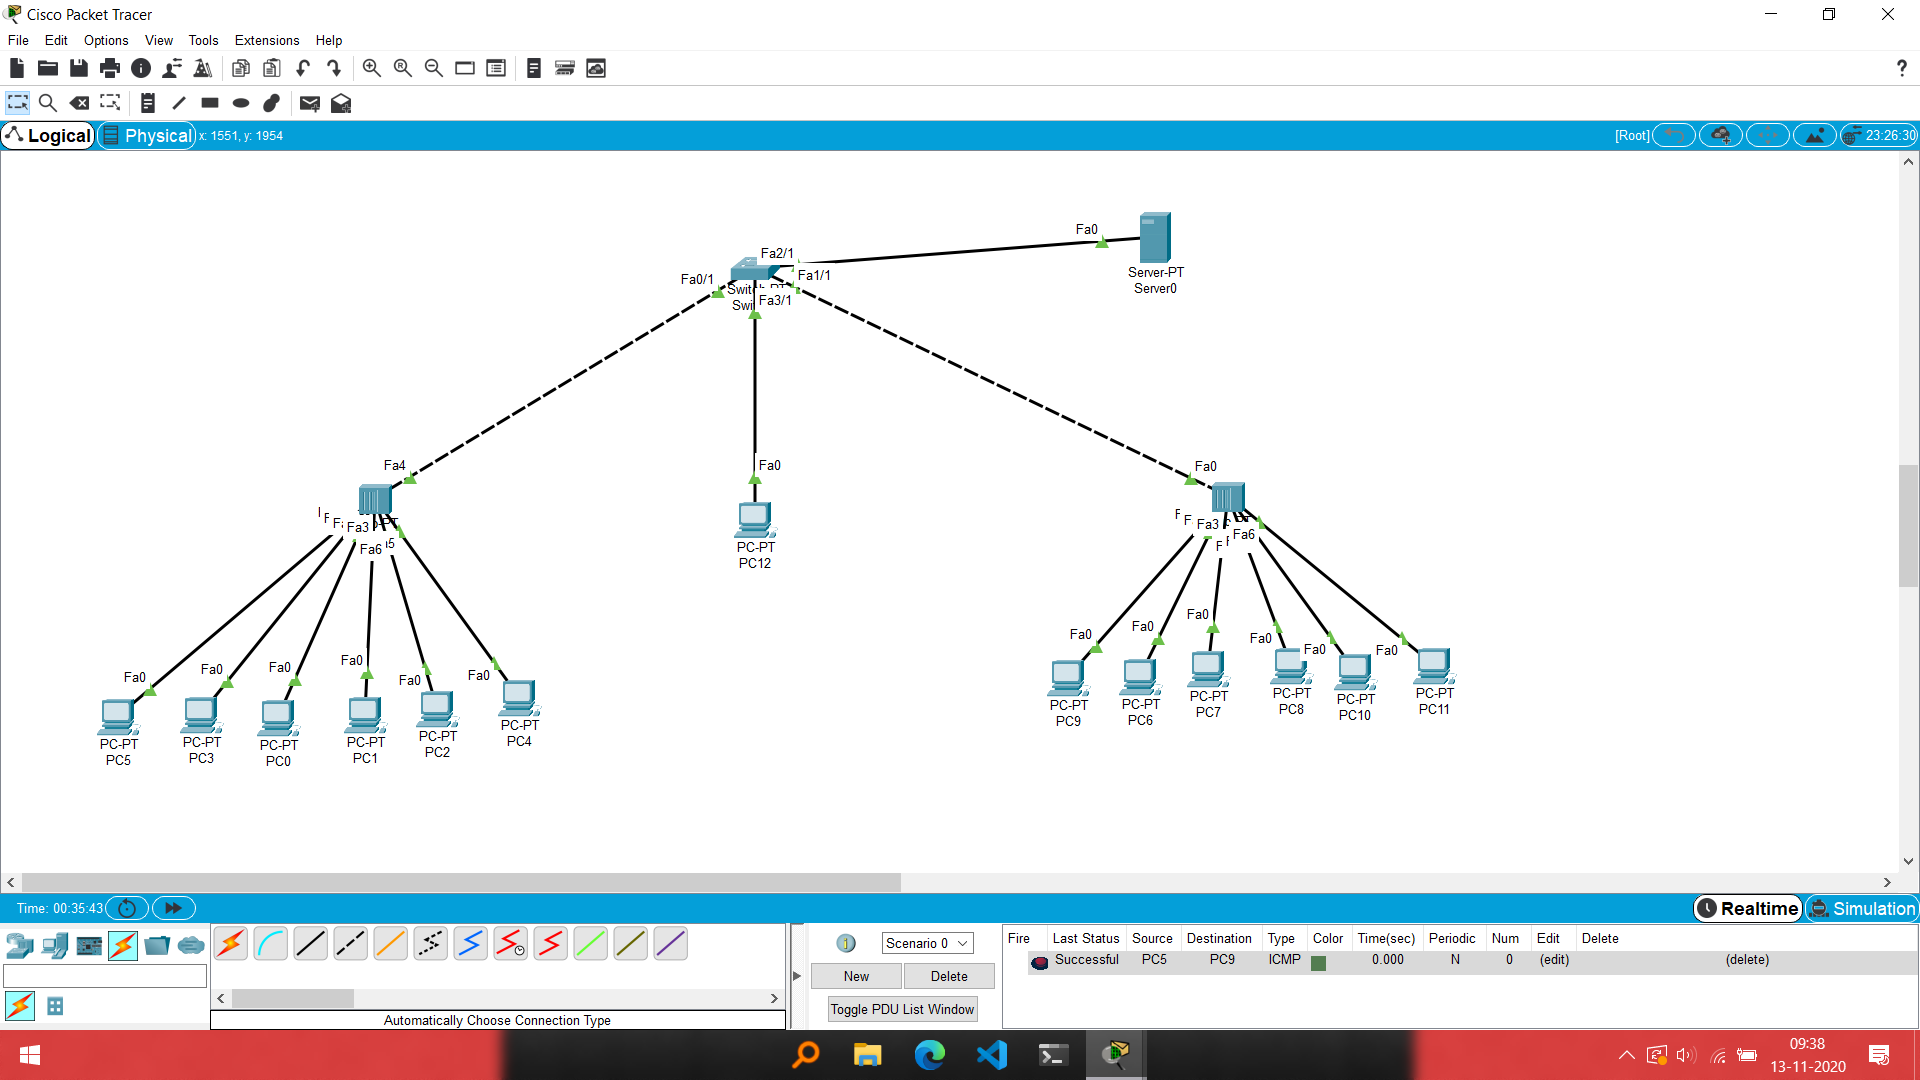 Cisco Packet Tracer
File Edit Options View Tools Extensions Help
Logical Physical x: 1551, y: 1954 [Root] 23:26:30
Fa0
Fa2/1
Fa0/1 Fa1/1
Fa3/1
Server-PT
Server0
Fa4 Fa0 Fa0
Fa3 Fa3
Fa6 Fa6
PC-PT
PC12
Fa0 Fa0 Fa0 Fa0 Fa0 Fa0
Fa0 Fa0 Fa0 Fa0 Fa0 Fa0
PC-PT
PC5
PC-PT
PC3
PC-PT
PC0
PC-PT
PC1
PC-PT
PC2
PC-PT
PC4
PC-PT
PC9
PC-PT
PC6
PC-PT
PC7
PC-PT
PC8
PC-PT
PC10
PC-PT
PC11
Time: 00:35:43 Realtime Simulation
Scenario 0
New Delete
Toggle PDU List Window
Automatically Choose Connection Type
Fire Last Status Source Destination Type Color Time(sec) Periodic Num Edit Delete
Successful PC5 PC9 ICMP 0.000 N 0 (edit) (delete)
09:38
13-11-2020